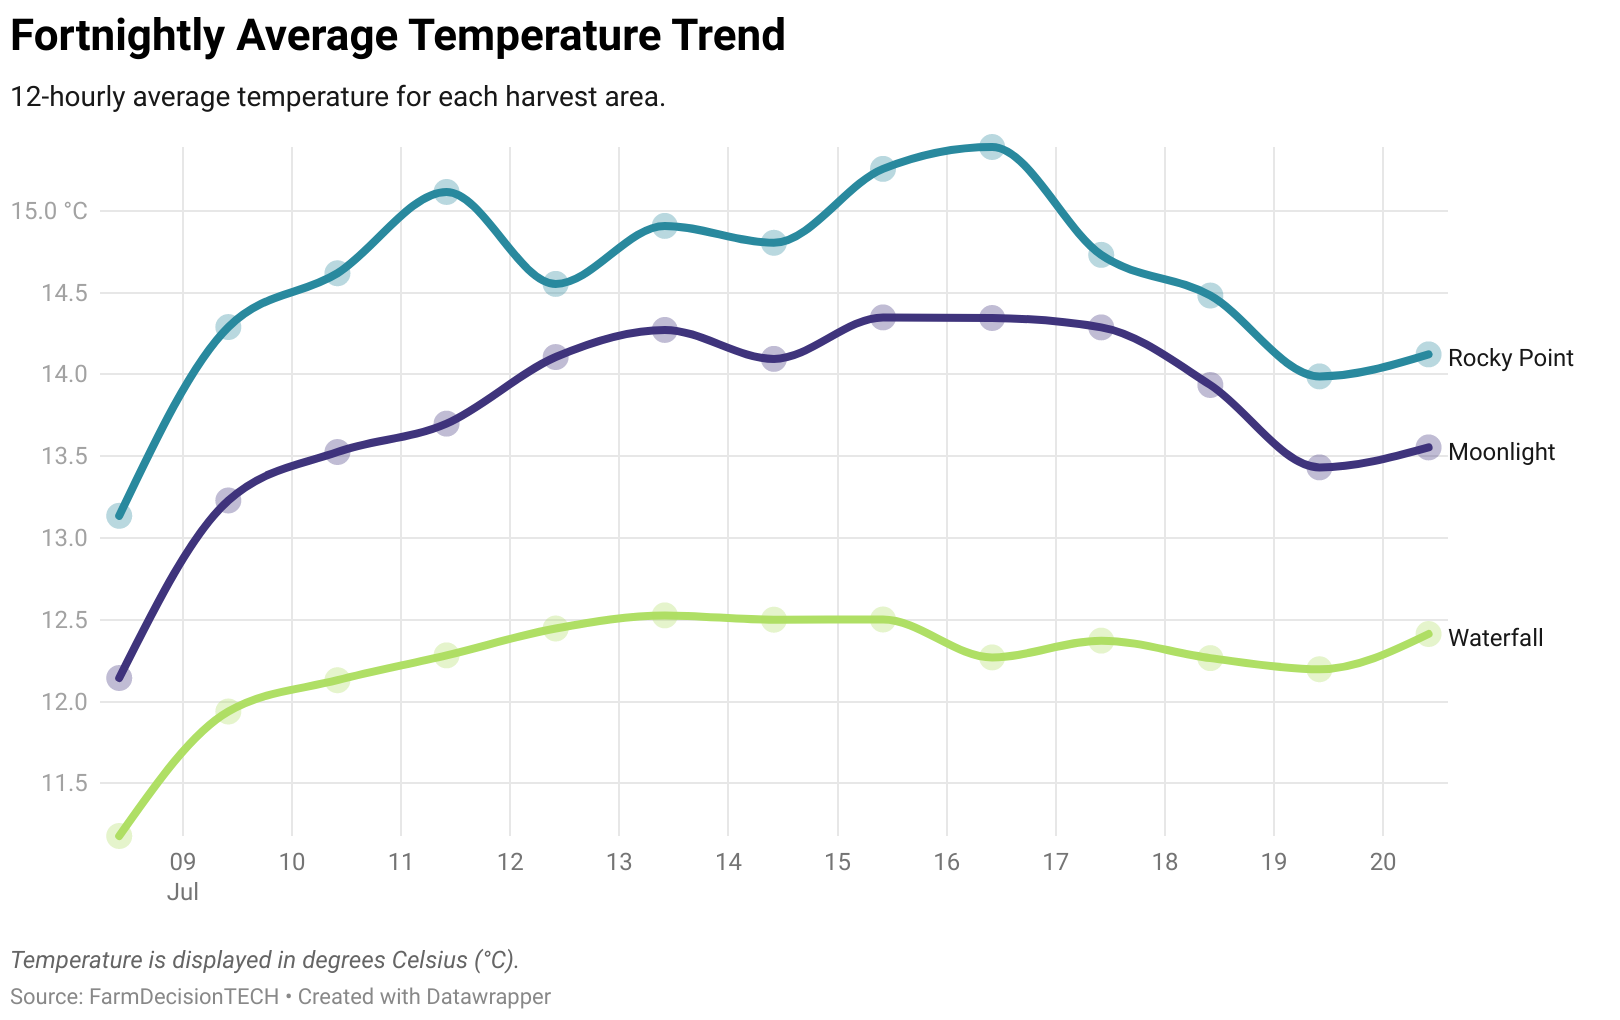 Fortnightly Average Temperature Trend
12-hourly average temperature for each harvest area.
15.0 °C
14.5
14.0
13.5
13.0
12.5
12.0
11.5
Rocky Point
Moonlight
Waterfall
09 10 11 12 13 14 15 16 17 18 19 20
Jul
Temperature is displayed in degrees Celsius (°C).
Source: FarmDecisionTECH • Created with Datawrapper